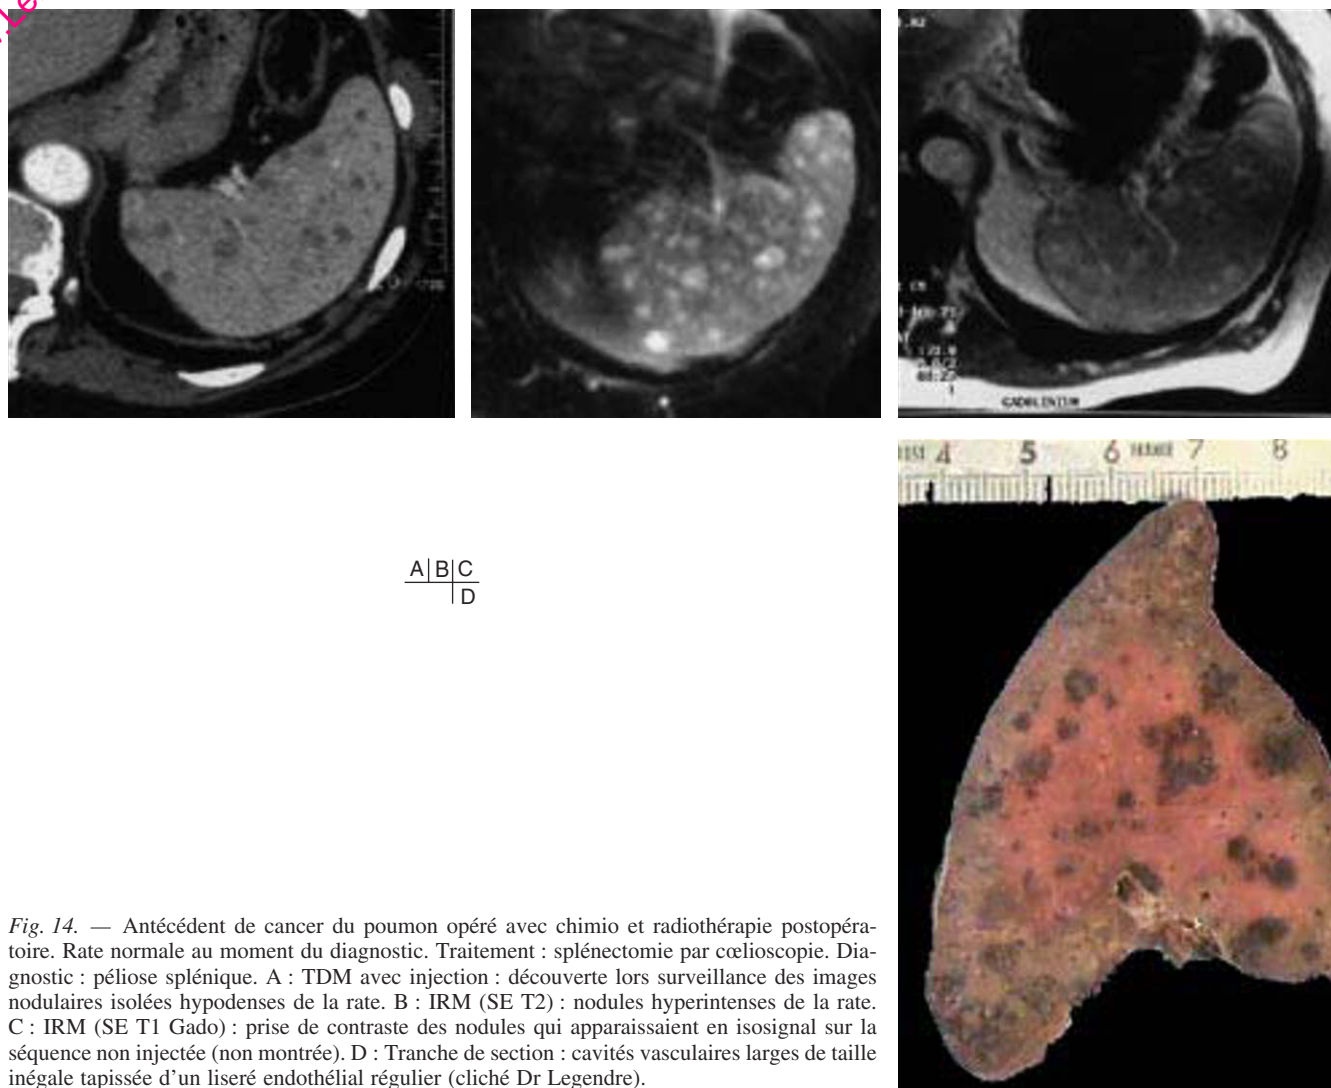 GADOLINIUM
4 5 6 7 8
A B C
D
Fig. 14. — Antécédent de cancer du poumon opéré avec chimio et radiothérapie postopéra-
toire. Rate normale au moment du diagnostic. Traitement : splénectomie par cœlioscopie. Dia-
gnostic : péliose splénique. A : TDM avec injection : découverte lors surveillance des images
nodulaires isolées hypodenses de la rate. B : IRM (SE T2) : nodules hyperintenses de la rate.
C : IRM (SE T1 Gado) : prise de contraste des nodules qui apparaissaient en isosignal sur la
séquence non injectée (non montrée). D : Tranche de section : cavités vasculaires larges de taille
inégale tapissée d'un liseré endothélial régulier (cliché Dr Legendre).